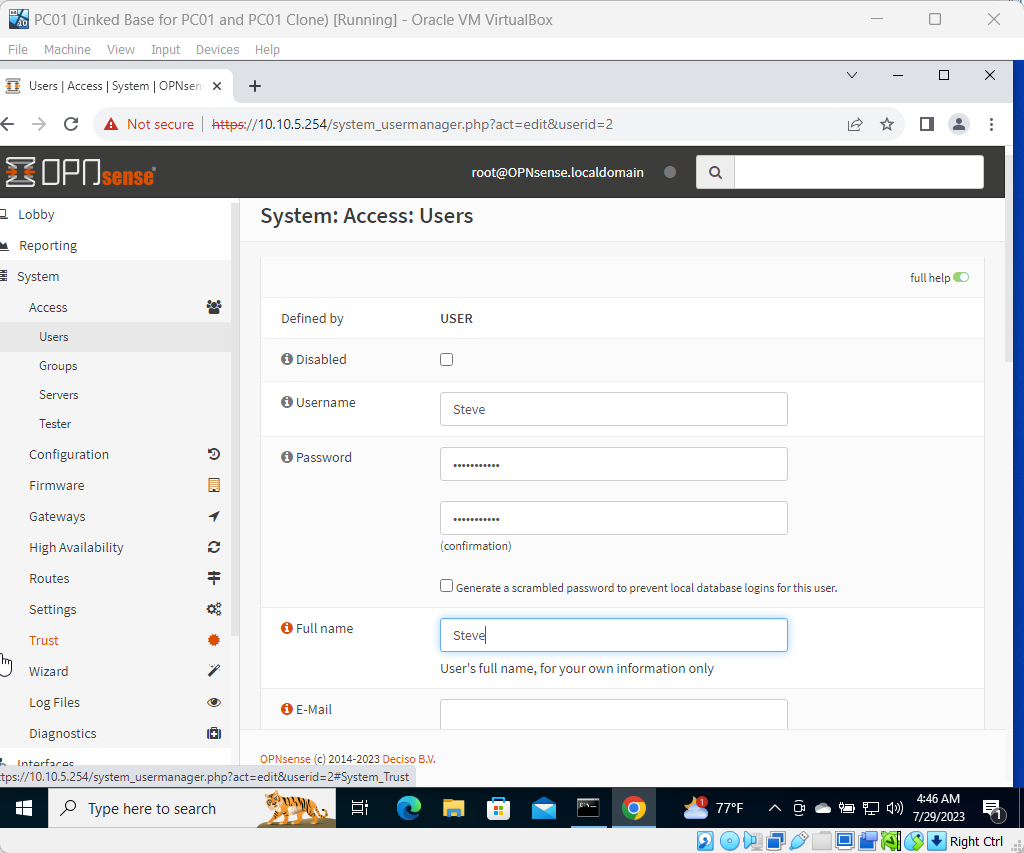 PC01 (Linked Base for PC01 and PC01 Clone) [Running] - Oracle VM VirtualBox
File Machine View Input Devices Help
Users | Access | System | OPNsen
Not secure https://10.10.5.254/system_usermanager.php?act=edit&userid=2
OPNsense root@OPNsense.localdomain
Lobby
System: Access: Users
Reporting
System
full help
Access
Defined by USER
Users
Disabled
Groups
Servers
Username Steve
Tester
Configuration
Password •••••••••••
Firmware
Gateways
•••••••••••
High Availability
(confirmation)
Routes
Generate a scrambled password to prevent local database logins for this user.
Settings
Full name Steve
Trust
Wizard
User's full name, for your own information only
Log Files
E-Mail
Diagnostics
Interfaces
OPNsense (c) 2014-2023 Deciso B.V.
ttps://10.10.5.254/system_usermanager.php?act=edit&userid=2#System_Trust
Type here to search
1
77°F
4:46 AM
7/29/2023
1
Right Ctrl